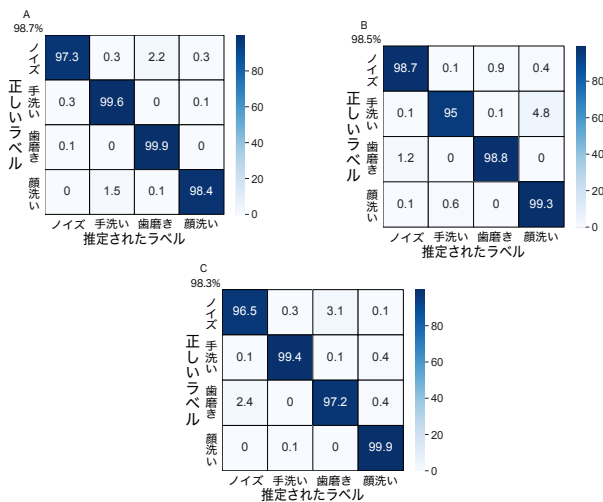 A
98.7%
正しいラベル
ノイズ 97.3 0.3 2.2 0.3
手洗い 0.3 99.6 0 0.1
歯磨き 0.1 0 99.9 0
顔洗い 0 1.5 0.1 98.4
ノイズ 手洗い 歯磨き 顔洗い
推定されたラベル
80
60
40
20
0
B
98.5%
正しいラベル
ノイズ 98.7 0.1 0.9 0.4
手洗い 0.1 95 0.1 4.8
歯磨き 1.2 0 98.8 0
顔洗い 0.1 0.6 0 99.3
ノイズ 手洗い 歯磨き 顔洗い
推定されたラベル
80
60
40
20
0
C
98.3%
正しいラベル
ノイズ 96.5 0.3 3.1 0.1
手洗い 0.1 99.4 0.1 0.4
歯磨き 2.4 0 97.2 0.4
顔洗い 0 0.1 0 99.9
ノイズ 手洗い 歯磨き 顔洗い
推定されたラベル
80
60
40
20
0